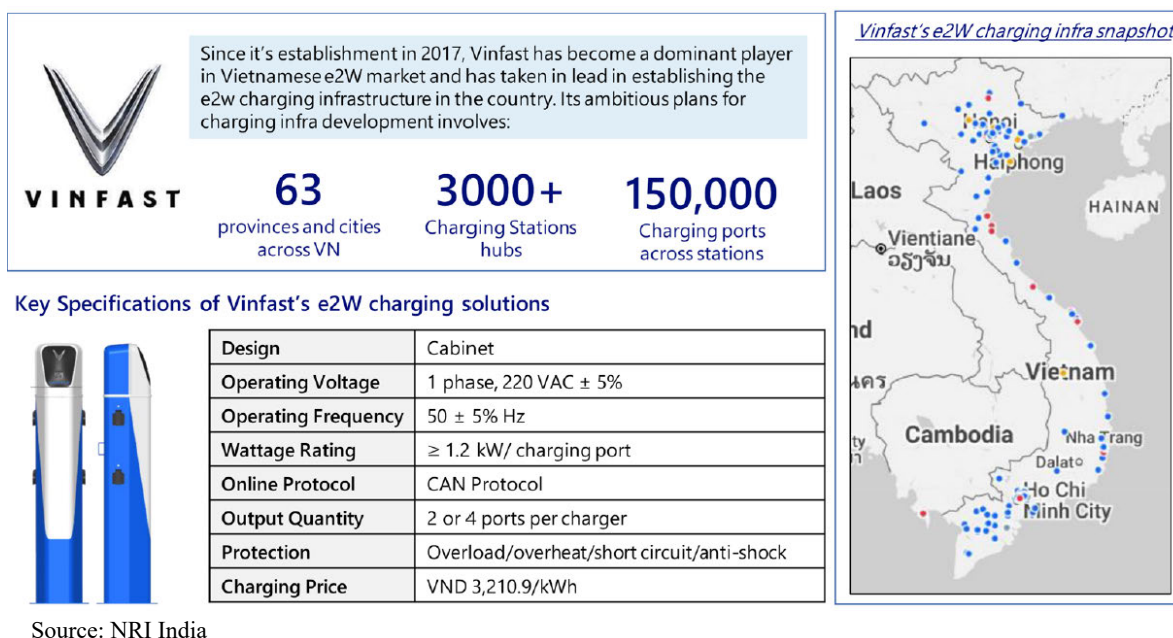 VINFAST
Since it's establishment in 2017, Vinfast has become a dominant player
in Vietnamese e2W market and has taken in lead in establishing the
e2w charging infrastructure in the country. Its ambitious plans for
charging infra development involves:
63
provinces and cities
across VN
3000+
Charging Stations
hubs
150,000
Charging ports
across stations
Key Specifications of Vinfast's e2W charging solutions
Design Cabinet
Operating Voltage 1 phase, 220 VAC ± 5%
Operating Frequency 50 ± 5% Hz
Wattage Rating ≥ 1.2 kW/ charging port
Online Protocol CAN Protocol
Output Quantity 2 or 4 ports per charger
Protection Overload/overheat/short circuit/anti-shock
Charging Price VND 3,210.9/kWh
Vinfast's e2W charging infra snapshot
Hanoi
Haiphong
Laos
HAINAN
Vientiane
ວຽງຈັນ
nd
Vietnam
Cambodia
Nha Trang
Dalat
Ho Chi
Minh City
Source: NRI India